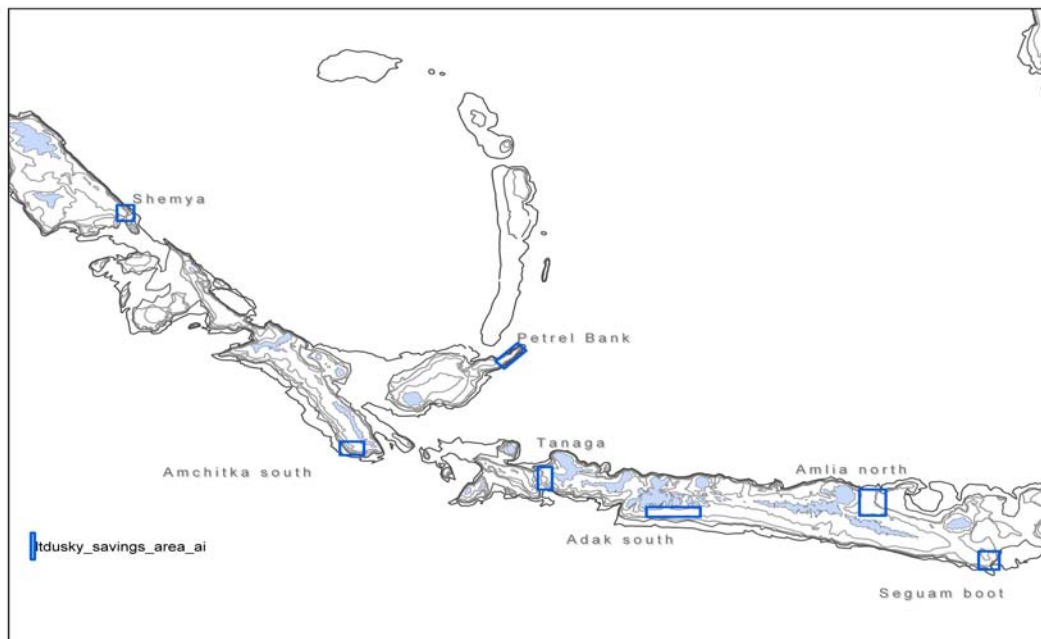 Shemya
Petrel Bank
Tanaga
Amchitka south
Amlia north
Adak south
ltdusky_savings_area_ai
Seguam boot